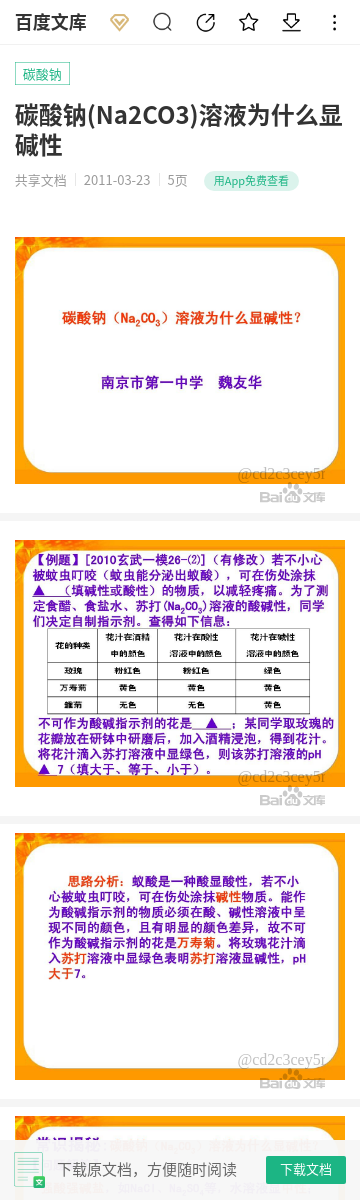 百度文库
碳酸钠
碳酸钠(Na2CO3)溶液为什么显
碱性
共享文档 2011-03-23 5页 用App免费查看
碳酸钠（Na₂CO₃）溶液为什么显碱性?
南京市第一中学 魏友华
@cd2c3cey5r
Bai 文库
【例题】[2010玄武一模26-⑵]（有修改）若不小心
被蚊虫叮咬（蚊虫能分泌出蚁酸），可在伤处涂抹
▲ （填碱性或酸性）的物质，以减轻疼痛。为了测
定食醋、食盐水、苏打(Na₂CO₃)溶液的酸碱性，同学
们决定自制指示剂。查得如下信息：
花的种类 花汁在酒精中的颜色 花汁在酸性溶液中的颜色 花汁在碱性溶液中的颜色
玫瑰 粉红色 粉红色 绿色
万寿菊 黄色 黄色 黄色
雏菊 无色 无色 黄色
不可作为酸碱指示剂的花是 ▲ ；某同学取玫瑰的
花瓣放在研钵中研磨后，加入酒精浸泡，得到花汁。
将花汁滴入苏打溶液中显绿色，则该苏打溶液的pH
▲ 7（填大于、等于、小于）。
@cd2c3cey5r
Bai 文库
思路分析：蚁酸是一种酸显酸性，若不小
心被蚊虫叮咬，可在伤处涂抹碱性物质。能作
为酸碱指示剂的物质必须在酸、碱性溶液中呈
现不同的颜色，且有明显的颜色差异，故不可
作为酸碱指示剂的花是万寿菊。将玫瑰花汁滴
入苏打溶液中显绿色表明苏打溶液显碱性，pH
大于7。
@cd2c3cey5r
Bai 文库
下载原文档，方便随时阅读
下载文档